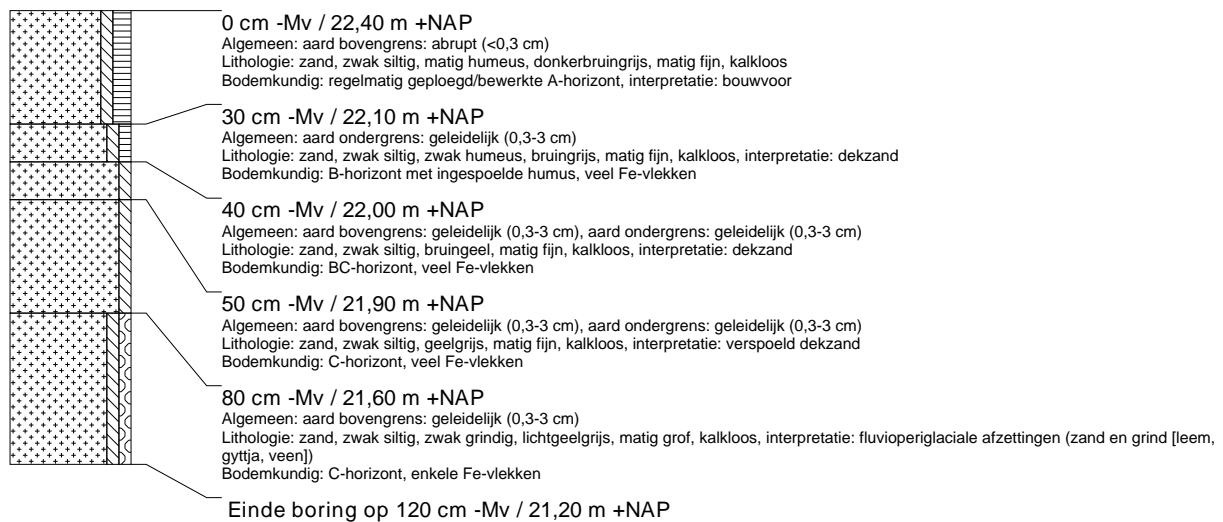 0 cm -Mv / 22,40 m +NAP
Algemeen: aard bovengrens: abrupt (<0,3 cm)
Lithologie: zand, zwak siltig, matig humeus, donkerbruingrijs, matig fijn, kalkloos
Bodemkundig: regelmatig geploegd/bewerkte A-horizont, interpretatie: bouwvoor
30 cm -Mv / 22,10 m +NAP
Algemeen: aard ondergrens: geleidelijk (0,3-3 cm)
Lithologie: zand, zwak siltig, zwak humeus, bruingrijs, matig fijn, kalkloos, interpretatie: dekzand
Bodemkundig: B-horizont met ingespoelde humus, veel Fe-vlekken
40 cm -Mv / 22,00 m +NAP
Algemeen: aard bovengrens: geleidelijk (0,3-3 cm), aard ondergrens: geleidelijk (0,3-3 cm)
Lithologie: zand, zwak siltig, bruingeel, matig fijn, kalkloos, interpretatie: dekzand
Bodemkundig: BC-horizont, veel Fe-vlekken
50 cm -Mv / 21,90 m +NAP
Algemeen: aard bovengrens: geleidelijk (0,3-3 cm), aard ondergrens: geleidelijk (0,3-3 cm)
Lithologie: zand, zwak siltig, geelgrijs, matig fijn, kalkloos, interpretatie: verspoeld dekzand
Bodemkundig: C-horizont, veel Fe-vlekken
80 cm -Mv / 21,60 m +NAP
Algemeen: aard bovengrens: geleidelijk (0,3-3 cm)
Lithologie: zand, zwak siltig, zwak grindig, lichtgeelgrijs, matig grof, kalkloos, interpretatie: fluvioperiglaciale afzettingen (zand en grind [leem,
gyttja, veen])
Bodemkundig: C-horizont, enkele Fe-vlekken
Einde boring op 120 cm -Mv / 21,20 m +NAP